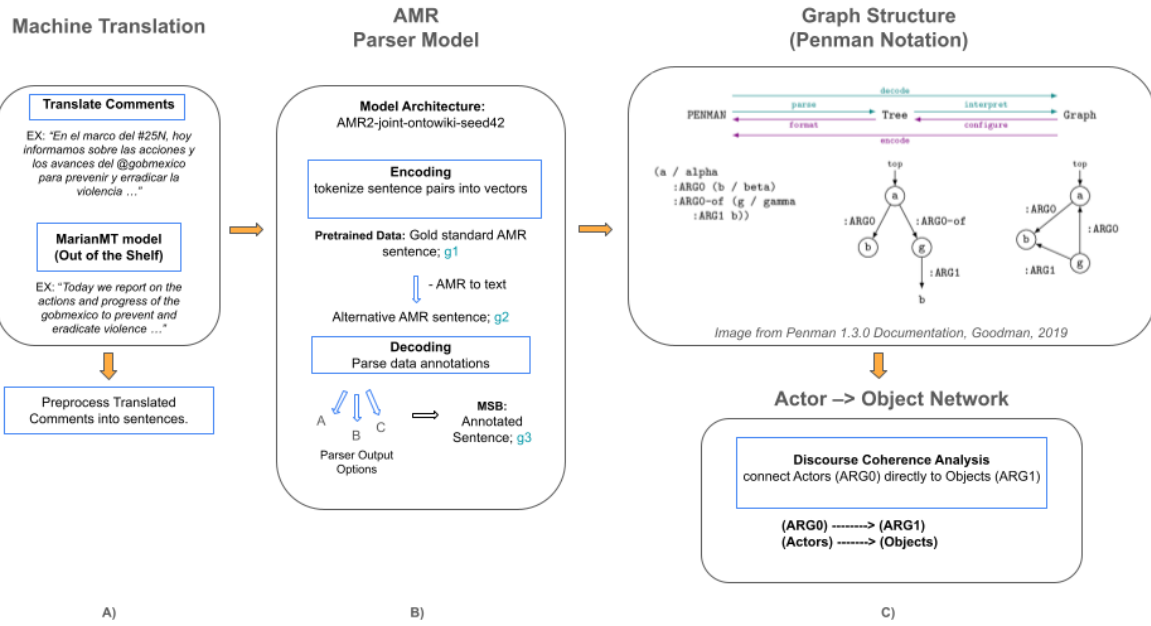 Machine Translation
Translate Comments
EX: “En el marco del #25N, hoy
informamos sobre las acciones y
los avances del @gobmexico
para prevenir y erradicar la
violencia …”
MarianMT model
(Out of the Shelf)
EX: “Today we report on the
actions and progress of the
gobmexico to prevent and
eradicate violence …”
Preprocess Translated
Comments into sentences.
A)
AMR
Parser Model
Model Architecture:
AMR2-joint-ontowiki-seed42
Encoding
tokenize sentence pairs into vectors
Pretrained Data: Gold standard AMR
sentence; g1
- AMR to text
Alternative AMR sentence; g2
Decoding
Parse data annotations
A
B
C
Parser Output
Options
MSB:
Annotated
Sentence; g3
B)
Graph Structure
(Penman Notation)
decode
parse
interpret
PENMAN
Tree
Graph
format
configure
encode
(a / alpha
:ARG0 (b / beta)
:ARG0-of (g / gamma
:ARG1 b))
top
a
:ARG0
:ARG0-of
b
g
:ARG1
b
top
a
:ARG0
b
:ARG0
:ARG1
g
Image from Penman 1.3.0 Documentation, Goodman, 2019
Actor –> Object Network
Discourse Coherence Analysis
connect Actors (ARG0) directly to Objects (ARG1)
(ARG0) --------> (ARG1)
(Actors) -------> (Objects)
C)